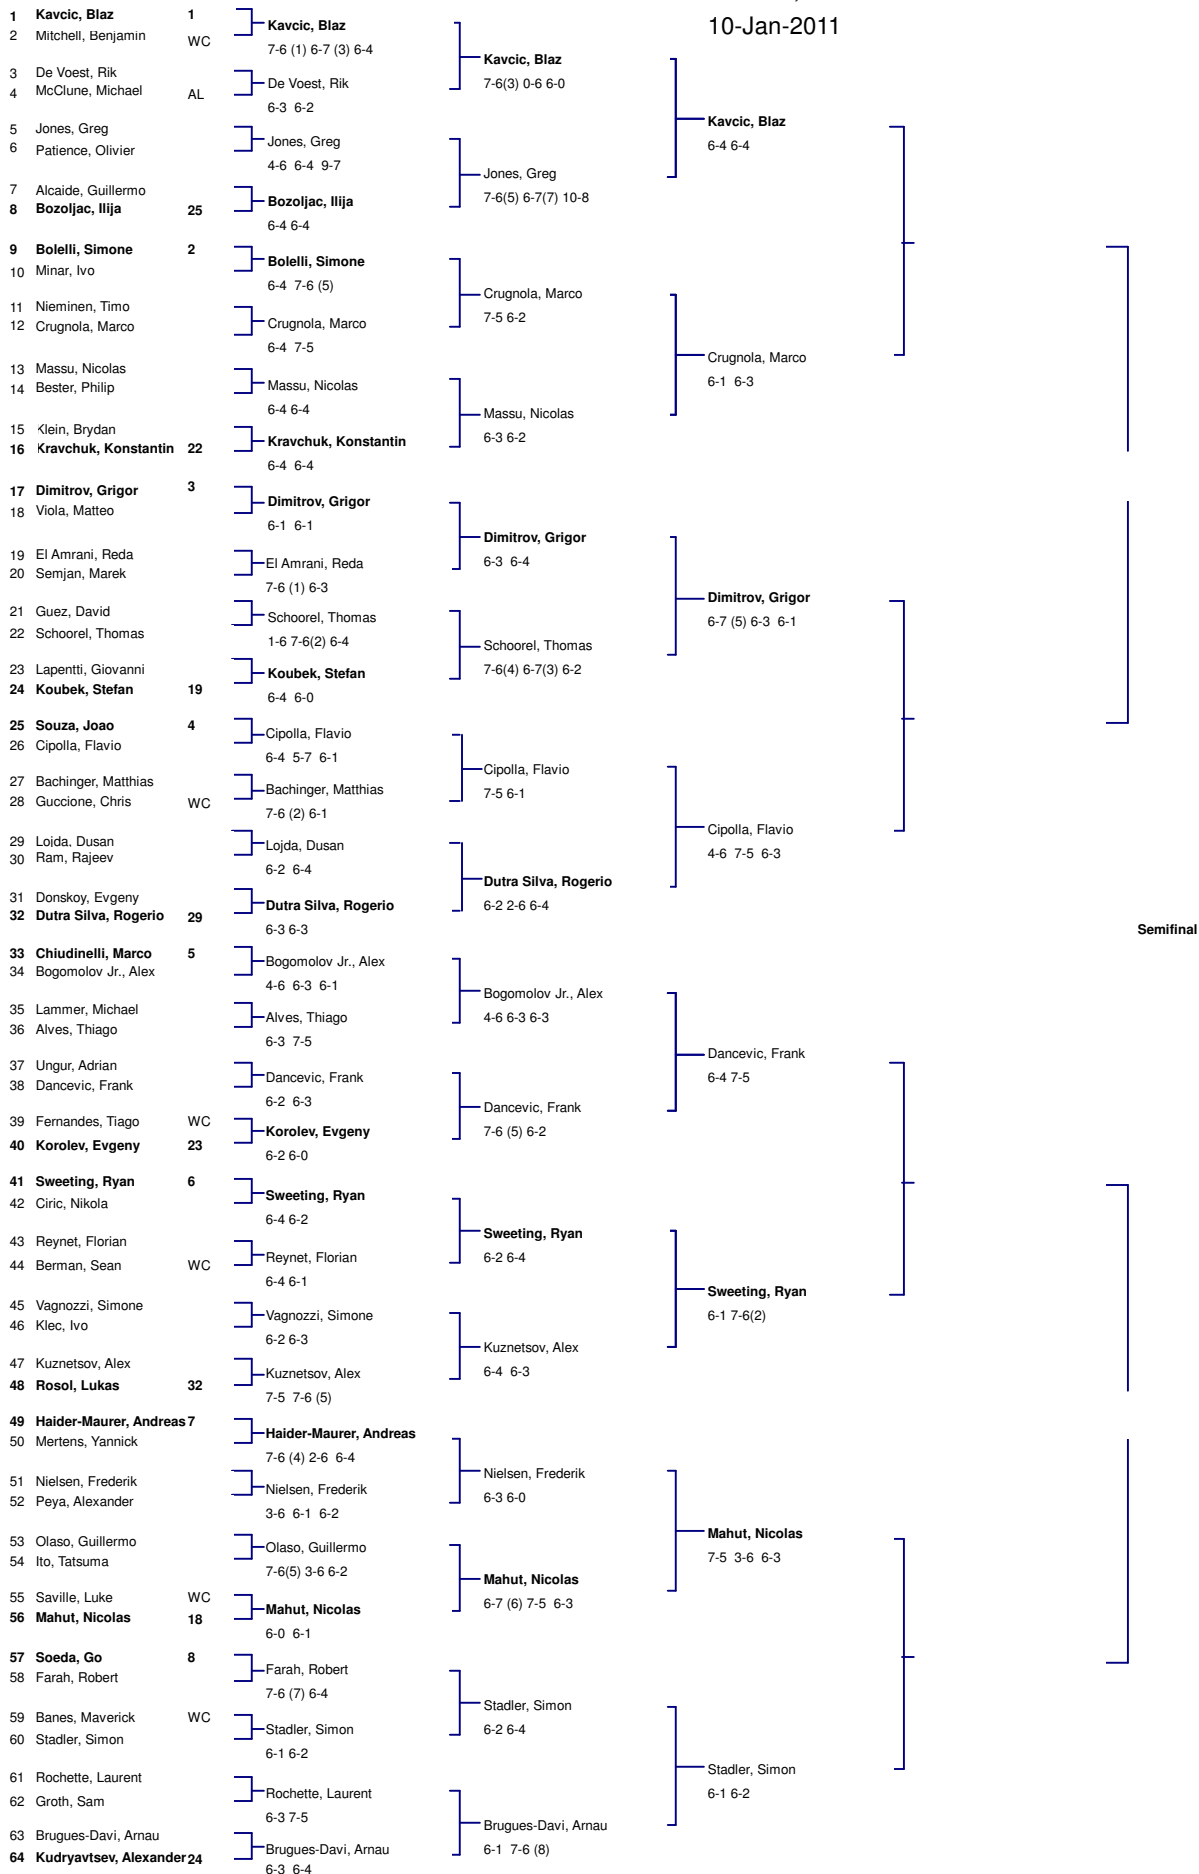 10-Jan-2011
1 Kavcic, Blaz 1
2 Mitchell, Benjamin WC
Kavcic, Blaz
7-6 (1) 6-7 (3) 6-4
Kavcic, Blaz
7-6(3) 0-6 6-0
3 De Voest, Rik
4 McClune, Michael AL
De Voest, Rik
6-3 6-2
Kavcic, Blaz
6-4 6-4
5 Jones, Greg
6 Patience, Olivier
Jones, Greg
4-6 6-4 9-7
Jones, Greg
7-6(5) 6-7(7) 10-8
7 Alcaide, Guillermo
8 Bozoljac, Ilija 25
Bozoljac, Ilija
6-4 6-4
9 Bolelli, Simone 2
10 Minar, Ivo
Bolelli, Simone
6-4 7-6 (5)
Crugnola, Marco
7-5 6-2
11 Nieminen, Timo
12 Crugnola, Marco
Crugnola, Marco
6-4 7-5
Crugnola, Marco
6-1 6-3
13 Massu, Nicolas
14 Bester, Philip
Massu, Nicolas
6-4 6-4
Massu, Nicolas
6-3 6-2
15 Klein, Brydan
16 Kravchuk, Konstantin 22
Kravchuk, Konstantin
6-4 6-4
17 Dimitrov, Grigor 3
18 Viola, Matteo
Dimitrov, Grigor
6-1 6-1
Dimitrov, Grigor
6-3 6-4
19 El Amrani, Reda
20 Semjan, Marek
El Amrani, Reda
7-6 (1) 6-3
Dimitrov, Grigor
6-7 (5) 6-3 6-1
21 Guez, David
22 Schoorel, Thomas
Schoorel, Thomas
1-6 7-6(2) 6-4
Schoorel, Thomas
7-6(4) 6-7(3) 6-2
23 Lapentti, Giovanni
24 Koubek, Stefan 19
Koubek, Stefan
6-4 6-0
25 Souza, Joao 4
26 Cipolla, Flavio
Cipolla, Flavio
6-4 5-7 6-1
Cipolla, Flavio
7-5 6-1
27 Bachinger, Matthias
28 Guccione, Chris WC
Bachinger, Matthias
7-6 (2) 6-1
Cipolla, Flavio
4-6 7-5 6-3
29 Lojda, Dusan
30 Ram, Rajeev
Lojda, Dusan
6-2 6-4
Dutra Silva, Rogerio
6-2 2-6 6-4
31 Donskoy, Evgeny
32 Dutra Silva, Rogerio 29
Dutra Silva, Rogerio
6-3 6-3
Semifinal
33 Chiudinelli, Marco 5
34 Bogomolov Jr., Alex
Bogomolov Jr., Alex
4-6 6-3 6-1
Bogomolov Jr., Alex
4-6 6-3 6-3
35 Lammer, Michael
36 Alves, Thiago
Alves, Thiago
6-3 7-5
Dancevic, Frank
6-4 7-5
37 Ungur, Adrian
38 Dancevic, Frank
Dancevic, Frank
6-2 6-3
Dancevic, Frank
7-6 (5) 6-2
39 Fernandes, Tiago WC
40 Korolev, Evgeny 23
Korolev, Evgeny
6-2 6-0
41 Sweeting, Ryan 6
42 Ciric, Nikola
Sweeting, Ryan
6-4 6-2
Sweeting, Ryan
6-2 6-4
43 Reynet, Florian
44 Berman, Sean WC
Reynet, Florian
6-4 6-1
Sweeting, Ryan
6-1 7-6(2)
45 Vagnozzi, Simone
46 Klec, Ivo
Vagnozzi, Simone
6-2 6-3
Kuznetsov, Alex
6-4 6-3
47 Kuznetsov, Alex
48 Rosol, Lukas 32
Kuznetsov, Alex
7-5 7-6 (5)
49 Haider-Maurer, Andreas 7
50 Mertens, Yannick
Haider-Maurer, Andreas
7-6 (4) 2-6 6-4
Nielsen, Frederik
6-3 6-0
51 Nielsen, Frederik
52 Peya, Alexander
Nielsen, Frederik
3-6 6-1 6-2
Mahut, Nicolas
7-5 3-6 6-3
53 Olaso, Guillermo
54 Ito, Tatsuma
Olaso, Guillermo
7-6(5) 3-6 6-2
Mahut, Nicolas
6-7 (6) 7-5 6-3
55 Saville, Luke WC
56 Mahut, Nicolas 18
Mahut, Nicolas
6-0 6-1
57 Soeda, Go 8
58 Farah, Robert
Farah, Robert
7-6 (7) 6-4
Stadler, Simon
6-2 6-4
59 Banes, Maverick WC
60 Stadler, Simon
Stadler, Simon
6-1 6-2
Stadler, Simon
6-1 6-2
61 Rochette, Laurent
62 Groth, Sam
Rochette, Laurent
6-3 7-5
Brugues-Davi, Arnau
6-1 7-6 (8)
63 Brugues-Davi, Arnau
64 Kudryavtsev, Alexander 24
Brugues-Davi, Arnau
6-3 6-4